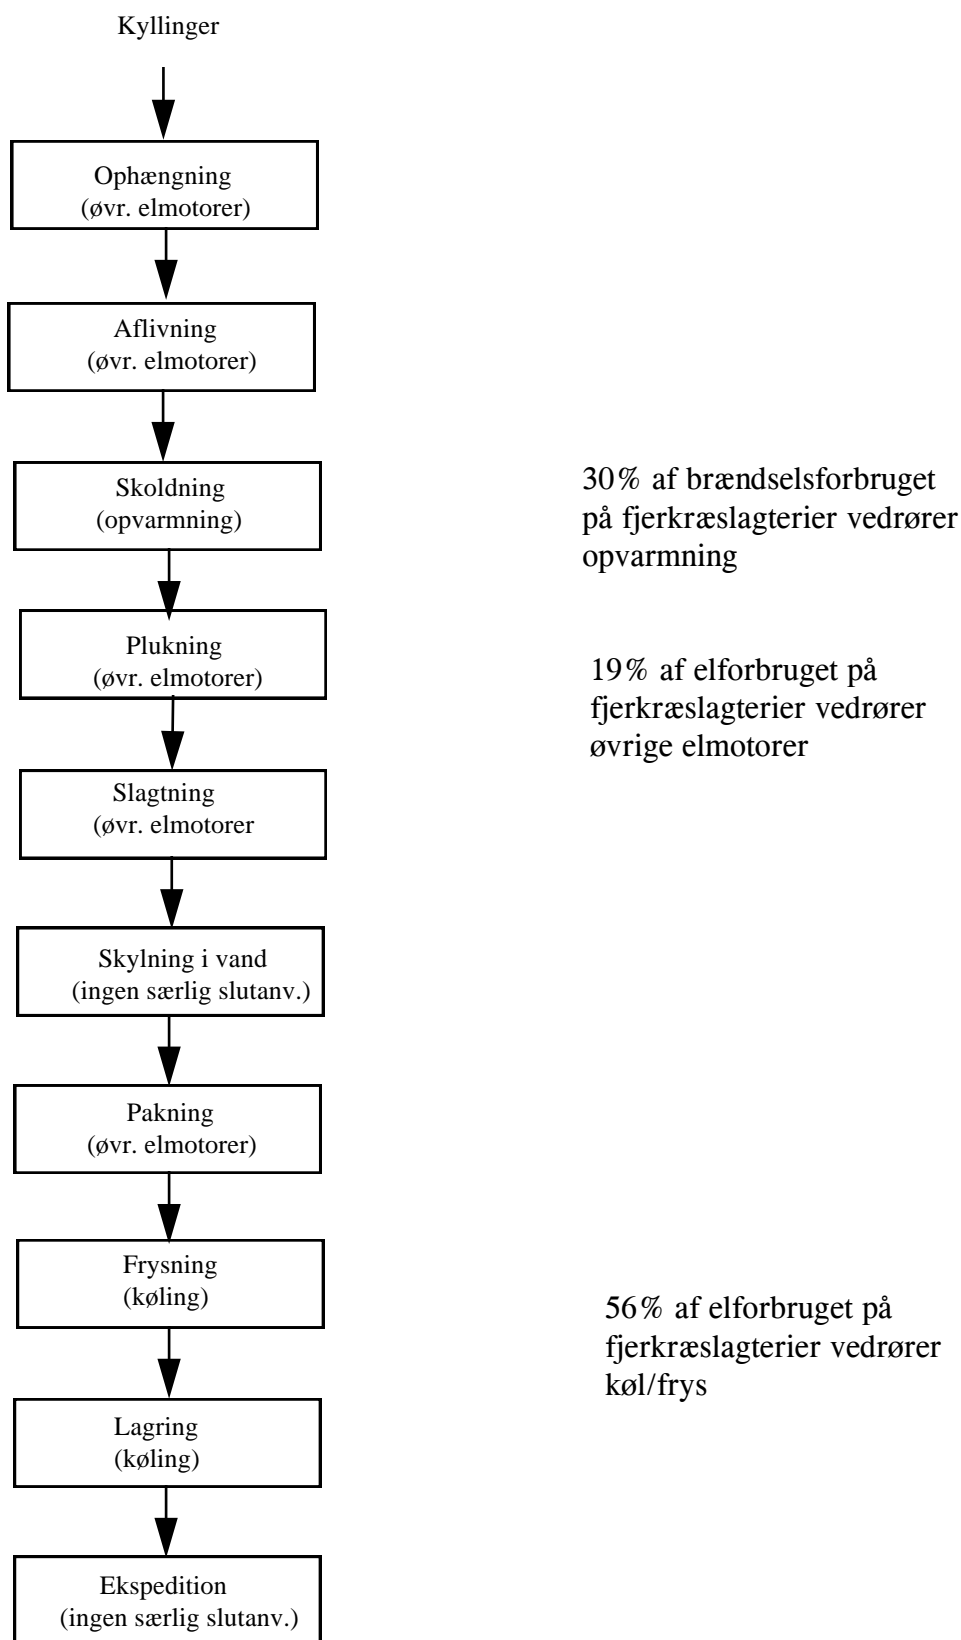 Kyllinger
Ophængning
(øvr. elmotorer)
Aflivning
(øvr. elmotorer)
Skoldning
(opvarmning)
30% af brændselsforbruget
på fjerkræslagterier vedrører
opvarmning
Plukning
(øvr. elmotorer)
19% af elforbruget på
fjerkræslagterier vedrører
øvrige elmotorer
Slagtning
(øvr. elmotorer
Skylning i vand
(ingen særlig slutanv.)
Pakning
(øvr. elmotorer)
Frysning
(køling)
56% af elforbruget på
fjerkræslagterier vedrører
køl/frys
Lagring
(køling)
Ekspedition
(ingen særlig slutanv.)